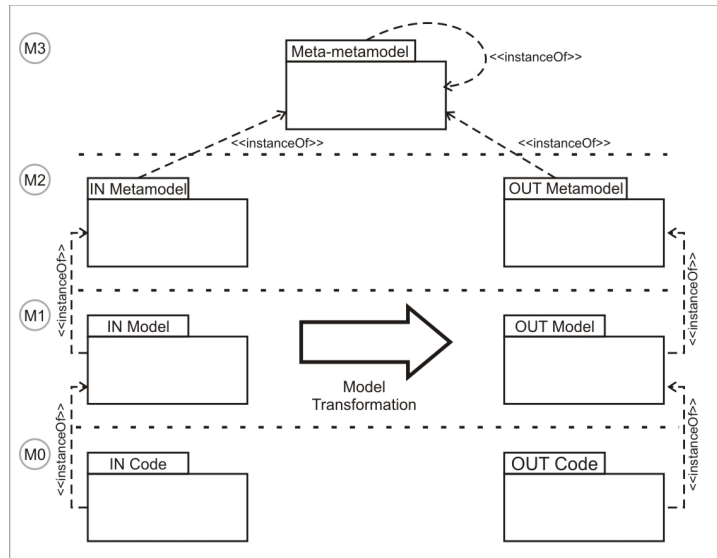 M3
Meta-metamodel
<<instanceOf>>
<<instanceOf>>
<<instanceOf>>
M2
IN Metamodel
OUT Metamodel
<<instanceOf>>
<<instanceOf>>
M1
IN Model
OUT Model
Model
Transformation
<<instanceOf>>
<<instanceOf>>
M0
IN Code
OUT Code